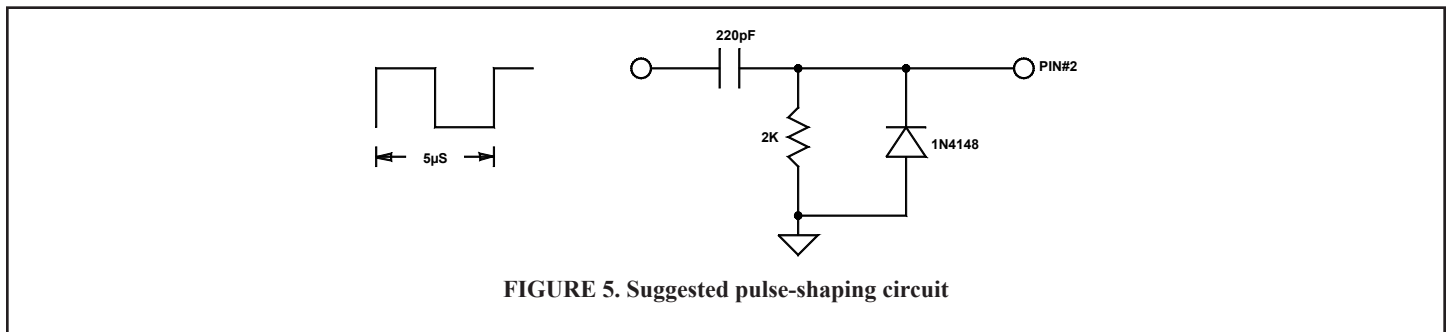 220pF
PIN#2
2K
1N4148
5µS
FIGURE 5. Suggested pulse-shaping circuit